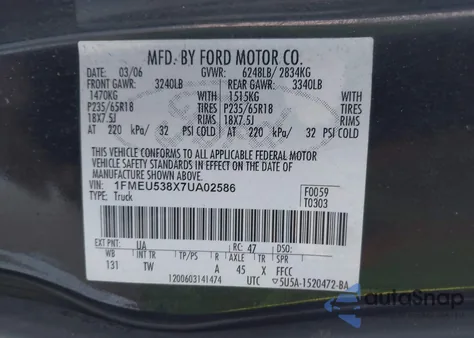 MFD. BY FORD MOTOR CO.
DATE: 03/06 GVWR: 6248LB/ 2834KG
FRONT GAWR: 3240LB REAR GAWR: 3340LB
1470KG WITH 1515KG WITH
P235/65R18 TIRES P235/65R18 TIRES
18X7.5J RIMS 18X7.5J RIMS
AT 220 kPa/ 32 PSI COLD AT 220 kPa/ 32 PSI COLD
THIS VEHICLE CONFORMS TO ALL APPLICABLE FEDERAL MOTOR
VEHICLE SAFETY STANDARDS IN EFFECT ON THE DATE OF
MANUFACTURE SHOWN ABOVE.
VIN: 1FMEU538X7UA02586 F0059
TYPE: Truck T0303
EXT PNT: UA RC: 47 DSO:
WB INT TR TP/PS R AXLE TR SPR
131 TW A 45 X FFCC
1200603141474 UTC 5U5A-1520472-BA
autoSnap